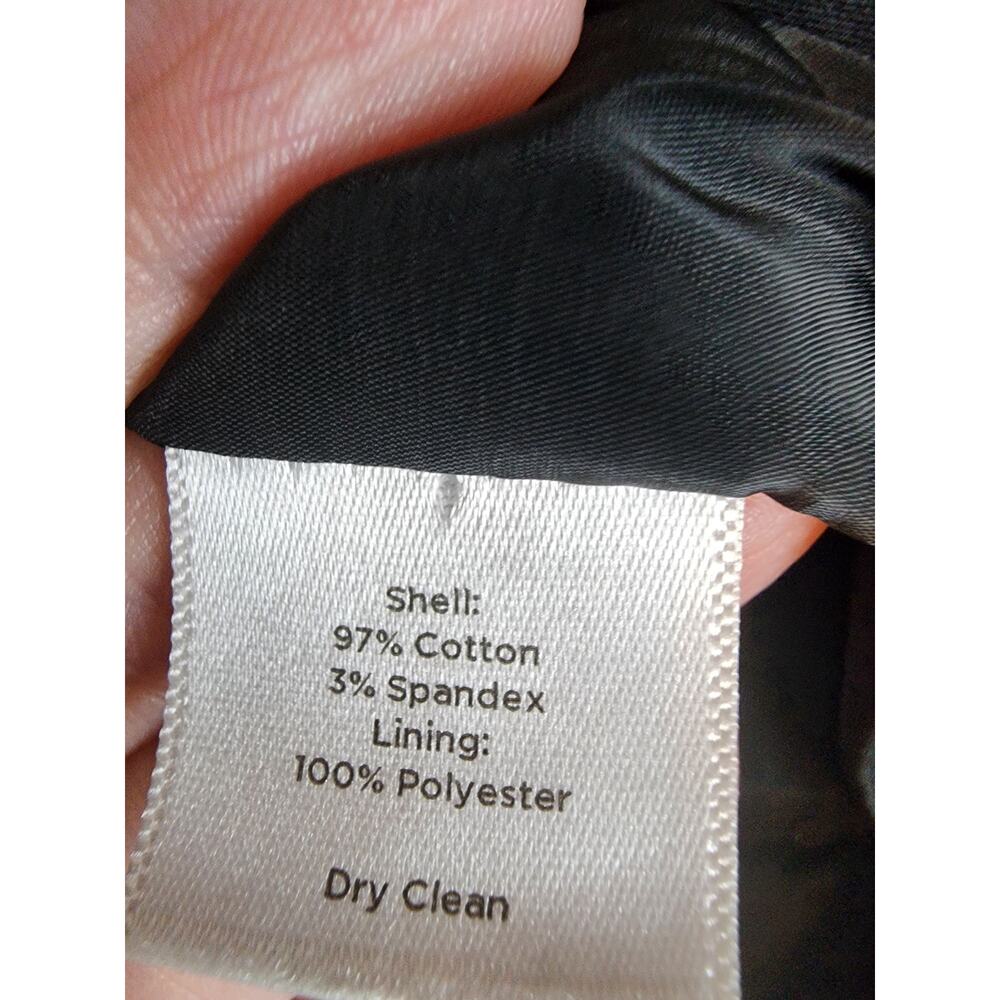 Shell:
97% Cotton
3% Spandex
Lining:
100% Polyester
Dry Clean